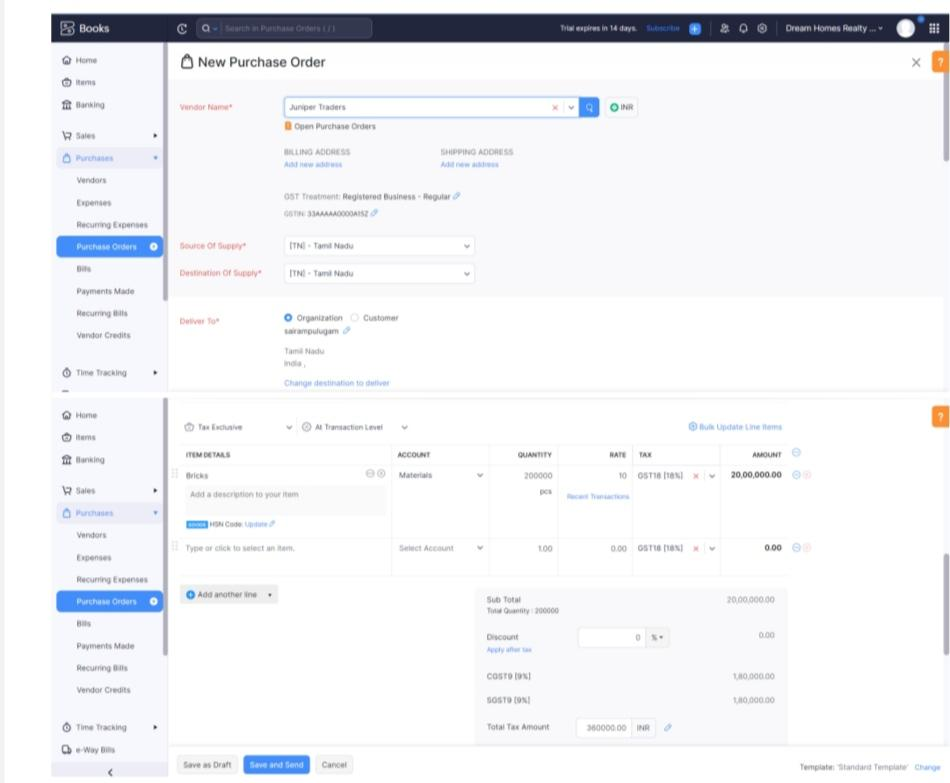 Books
Search in Purchase Orders ( / )
Trial expires in 14 days. Subscribe
Dream Homes Realty ...
Home
Items
Banking
Sales
Purchases
Vendors
Expenses
Recurring Expenses
Purchase Orders
Bills
Payments Made
Recurring Bills
Vendor Credits
Time Tracking
New Purchase Order
?
Vendor Name*
Juniper Traders
INR
Open Purchase Orders
BILLING ADDRESS
Add new address
SHIPPING ADDRESS
Add new address
GST Treatment: Registered Business - Regular
GSTIN: 33AAAAA0000A1SZ
Source Of Supply*
[TN] - Tamil Nadu
Destination Of Supply*
[TN] - Tamil Nadu
Deliver To*
Organization Customer
sairampulugam
Tamil Nadu
India ,
Change destination to deliver
Home
Items
Banking
Sales
Purchases
Vendors
Expenses
Recurring Expenses
Purchase Orders
Bills
Payments Made
Recurring Bills
Vendor Credits
Time Tracking
e-Way Bills
?
Tax Exclusive
At Transaction Level
Bulk Update Line Items
ITEM DETAILS ACCOUNT QUANTITY RATE TAX AMOUNT
Bricks Materials 200000 10 GST18 [18%] 20,00,000.00
Add a description to your item
pcs
Recent Transactions
GOODS HSN Code: Update
Type or click to select an item. Select Account 1.00 0.00 GST18 [18%] 0.00
Add another line
Sub Total 20,00,000.00
Total Quantity : 200000
Discount 0 % 0.00
Apply after tax
CGST9 [9%] 1,80,000.00
SGST9 [9%] 1,80,000.00
Total Tax Amount 360000.00 INR
Save as Draft
Save and Send
Cancel
Template: 'Standard Template' Change